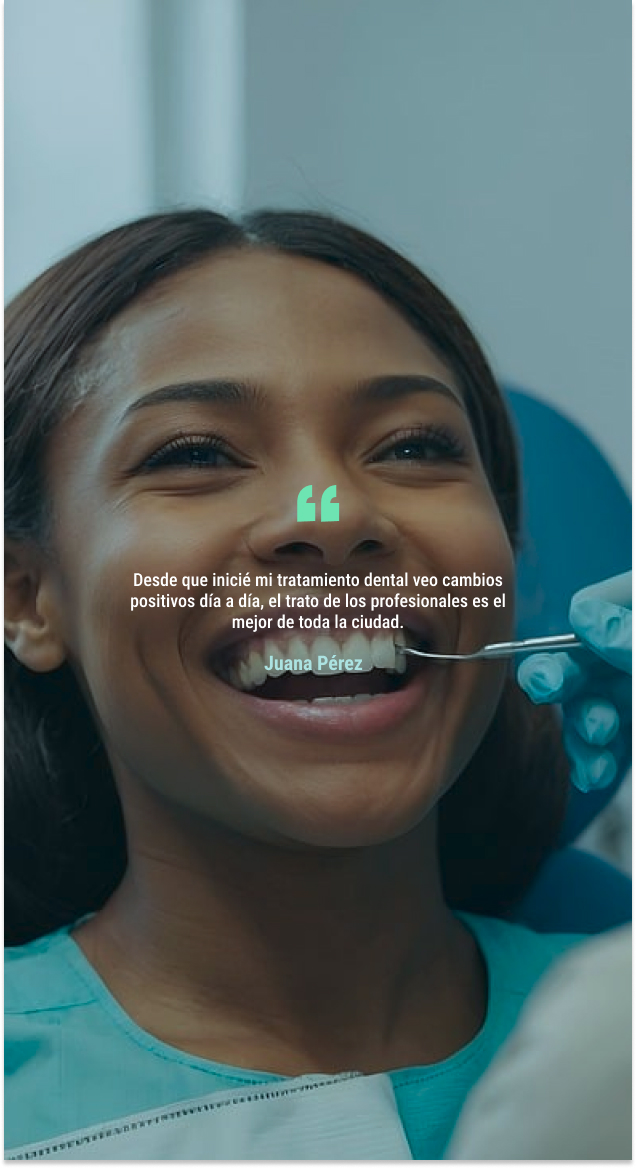 “
Desde que inicié mi tratamiento dental veo cambios
positivos día a día, el trato de los profesionales es el
mejor de toda la ciudad.
Juana Pérez